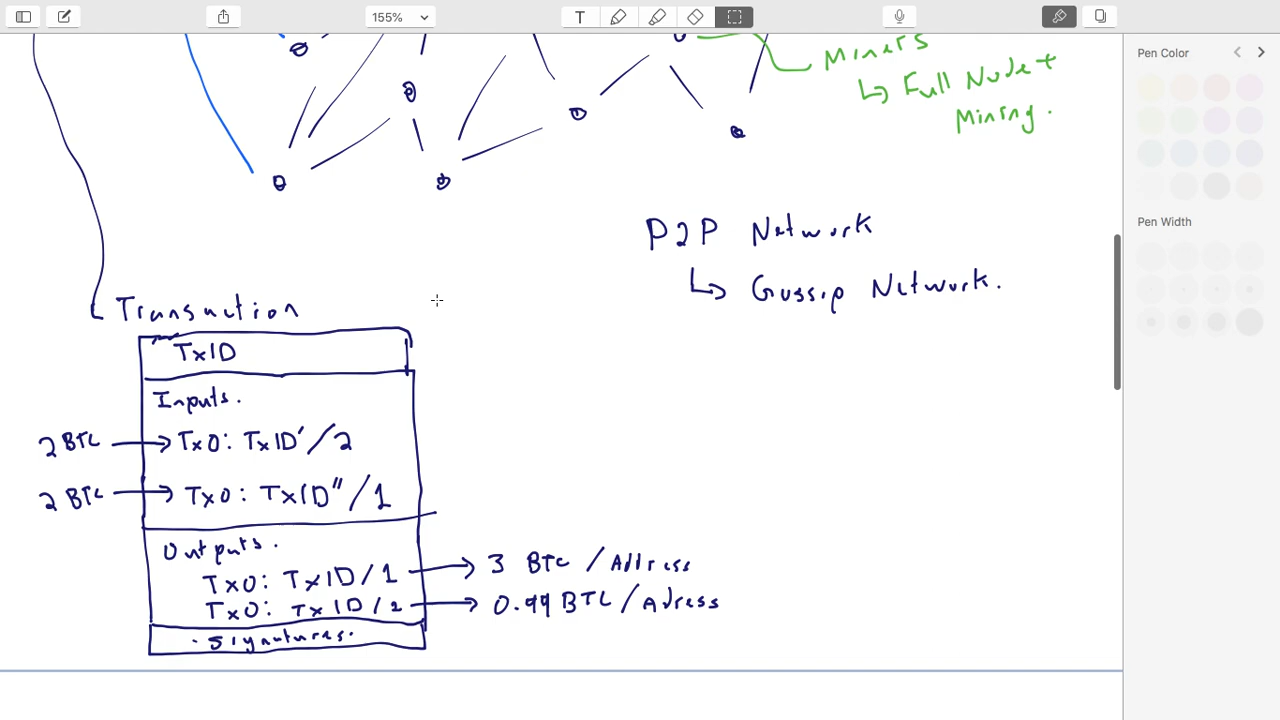 155%
T
Pen Color
Pen Width
Miners
↳ Full Node +
Mining.
P2P Network
↳ Gossip Network.
Transaction
TxID
Inputs.
2 BTC → TxO: TxID'/2
2 BTC → TxO: TxID"/1
Outputs.
TxO: TxID/1 → 3 BTC /Address
TxO: TxID/2 → 0.99 BTC/Adress
• Signatures.